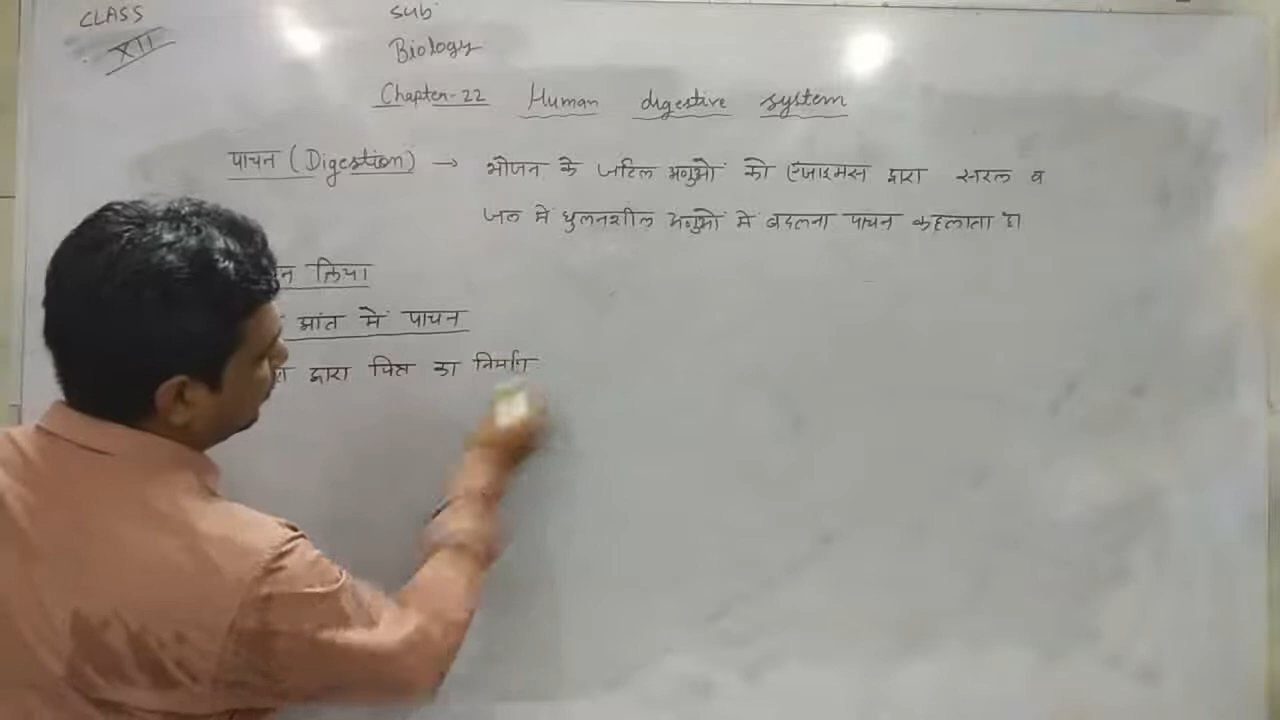 CLASS
XII
Sub
Biology
Chapter-22 Human digestive system
पाचन (Digestion) → भोजन के जटिल अणुओं को एंजाइमस द्वारा सरल व
जल में घुलनशील अणुओं में बदलना पाचन कहलाता है।
आंत में पाचन
द्वारा पित्त का निर्माण